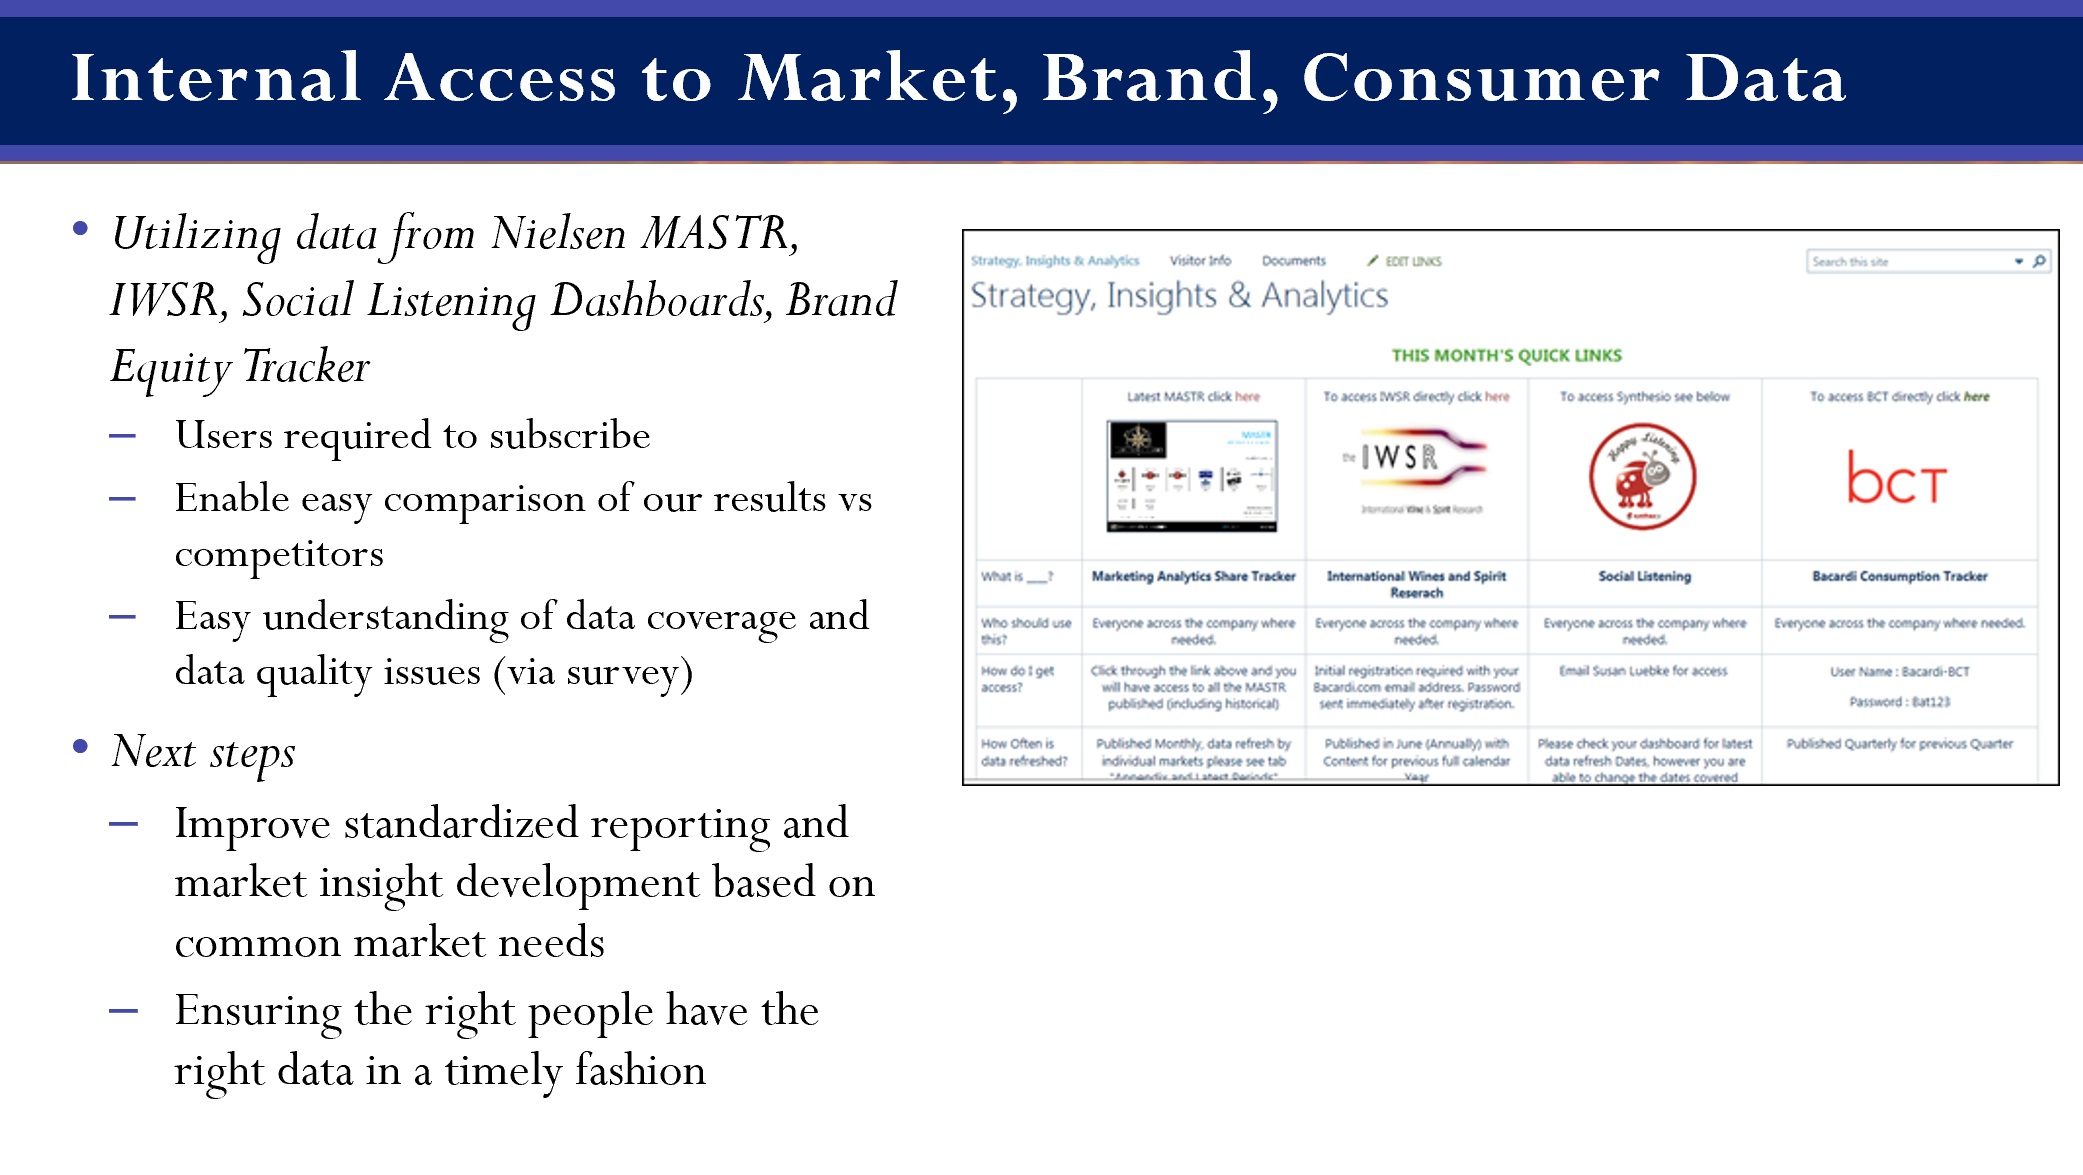 Internal Access to Market, Brand, Consumer Data
• Utilizing data from Nielsen MASTR,
IWSR, Social Listening Dashboards, Brand
Equity Tracker
– Users required to subscribe
– Enable easy comparison of our results vs
competitors
– Easy understanding of data coverage and
data quality issues (via survey)
• Next steps
– Improve standardized reporting and
market insight development based on
common market needs
– Ensuring the right people have the
right data in a timely fashion
Strategy, Insights & Analytics Visitor Info Documents EDIT LINKS
Search this site
Strategy, Insights & Analytics
THIS MONTH'S QUICK LINKS
Latest MASTR click here
To access IWSR directly click here
To access Synthesio see below
To access BCT directly click here
MASTR
the IWSR
International Wine & Spirit Research
Happy Listening
bcт
What is ___?
Marketing Analytics Share Tracker
International Wines and Spirit
Reserach
Social Listening
Bacardi Consumption Tracker
Who should use
this?
Everyone across the company where
needed.
Everyone across the company where
needed.
Everyone across the company where
needed.
Everyone across the company where needed.
How do I get
access?
Click through the link above and you
will have access to all the MASTR
published (including historical)
Initial registration required with your
Bacardi.com email address. Password
sent immediately after registration.
Email Susan Luebke for access
User Name : Bacardi-BCT
Password : Bat123
How Often is
data refreshed?
Published Monthly, data refresh by
individual markets please see tab
"Appendix and Latest Periods"
Published in June (Annually) with
Content for previous full calendar
Year
Please check your dashboard for latest
data refresh Dates, however you are
able to change the dates covered
Published Quarterly for previous Quarter